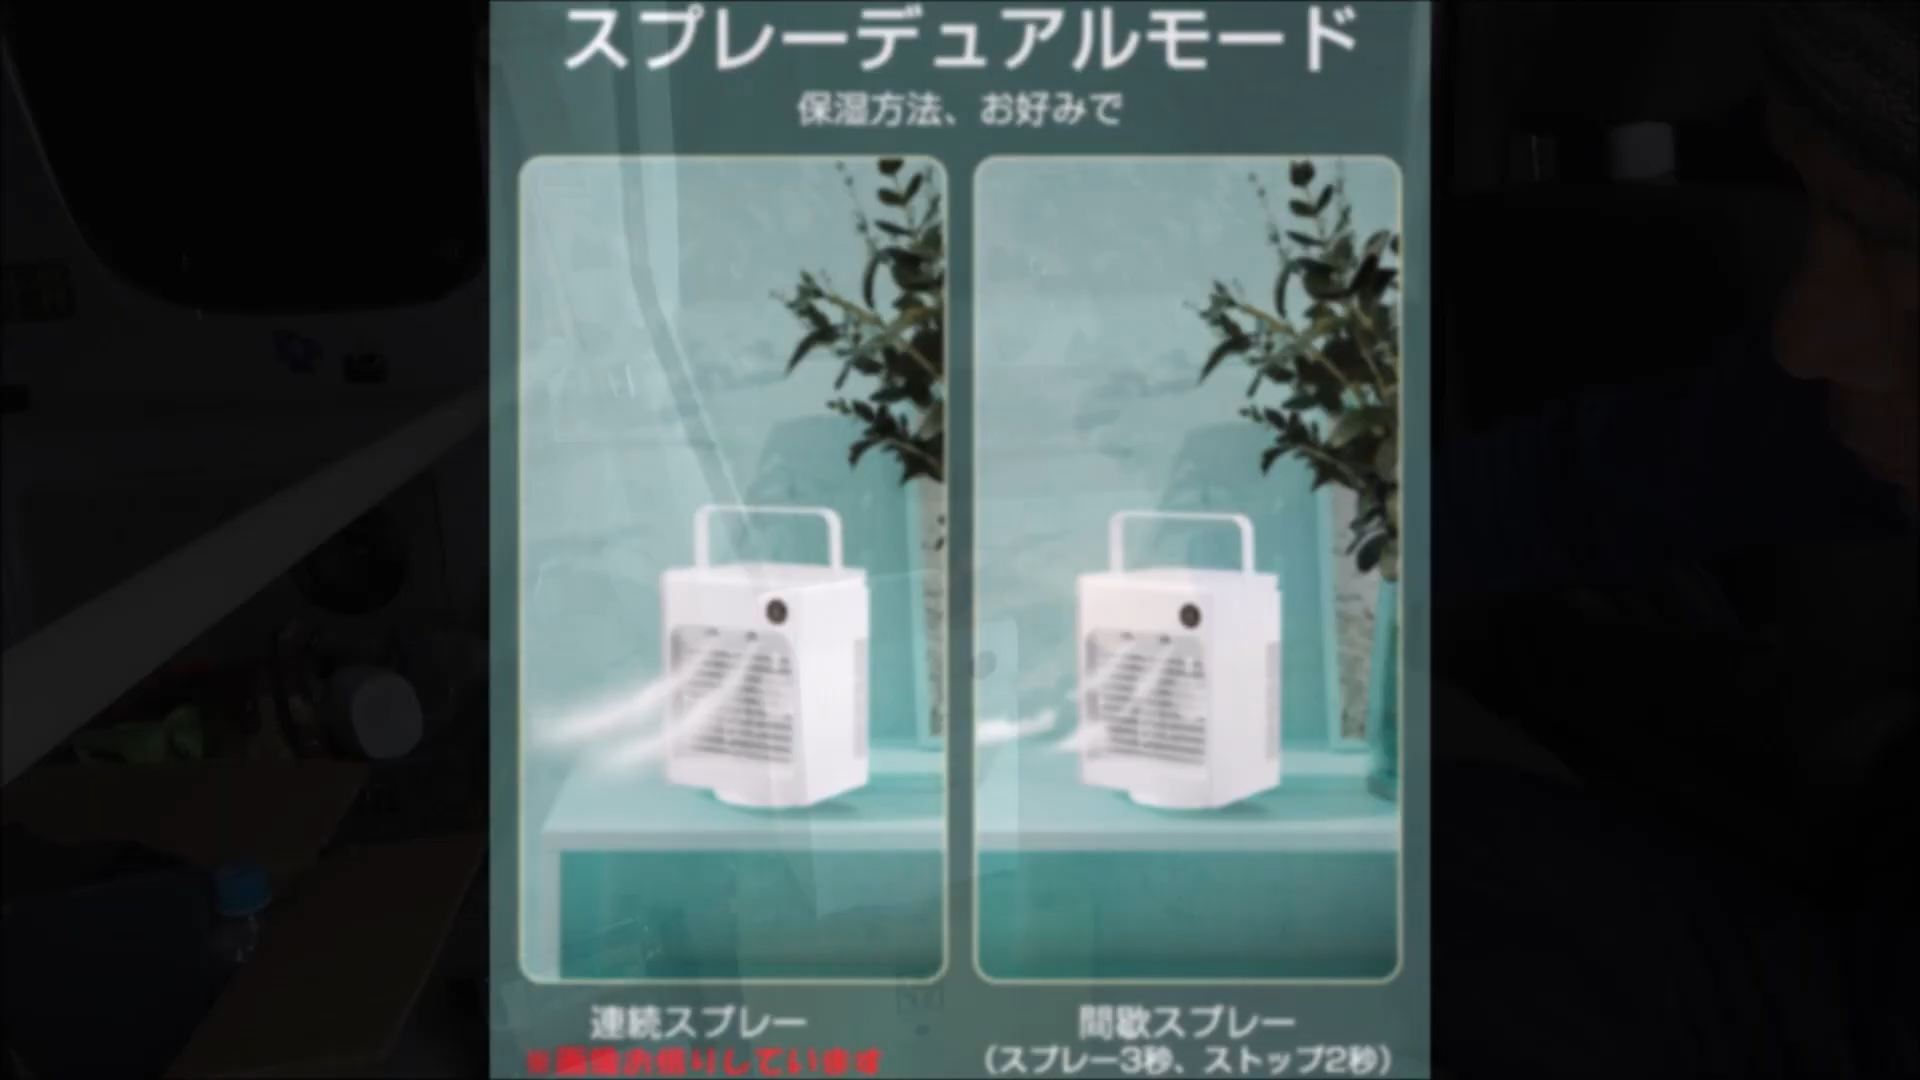 スプレーデュアルモード
保湿方法、お好みで
連続スプレー
間歇スプレー
※画像お借りしています
(スプレー3秒、ストップ2秒)